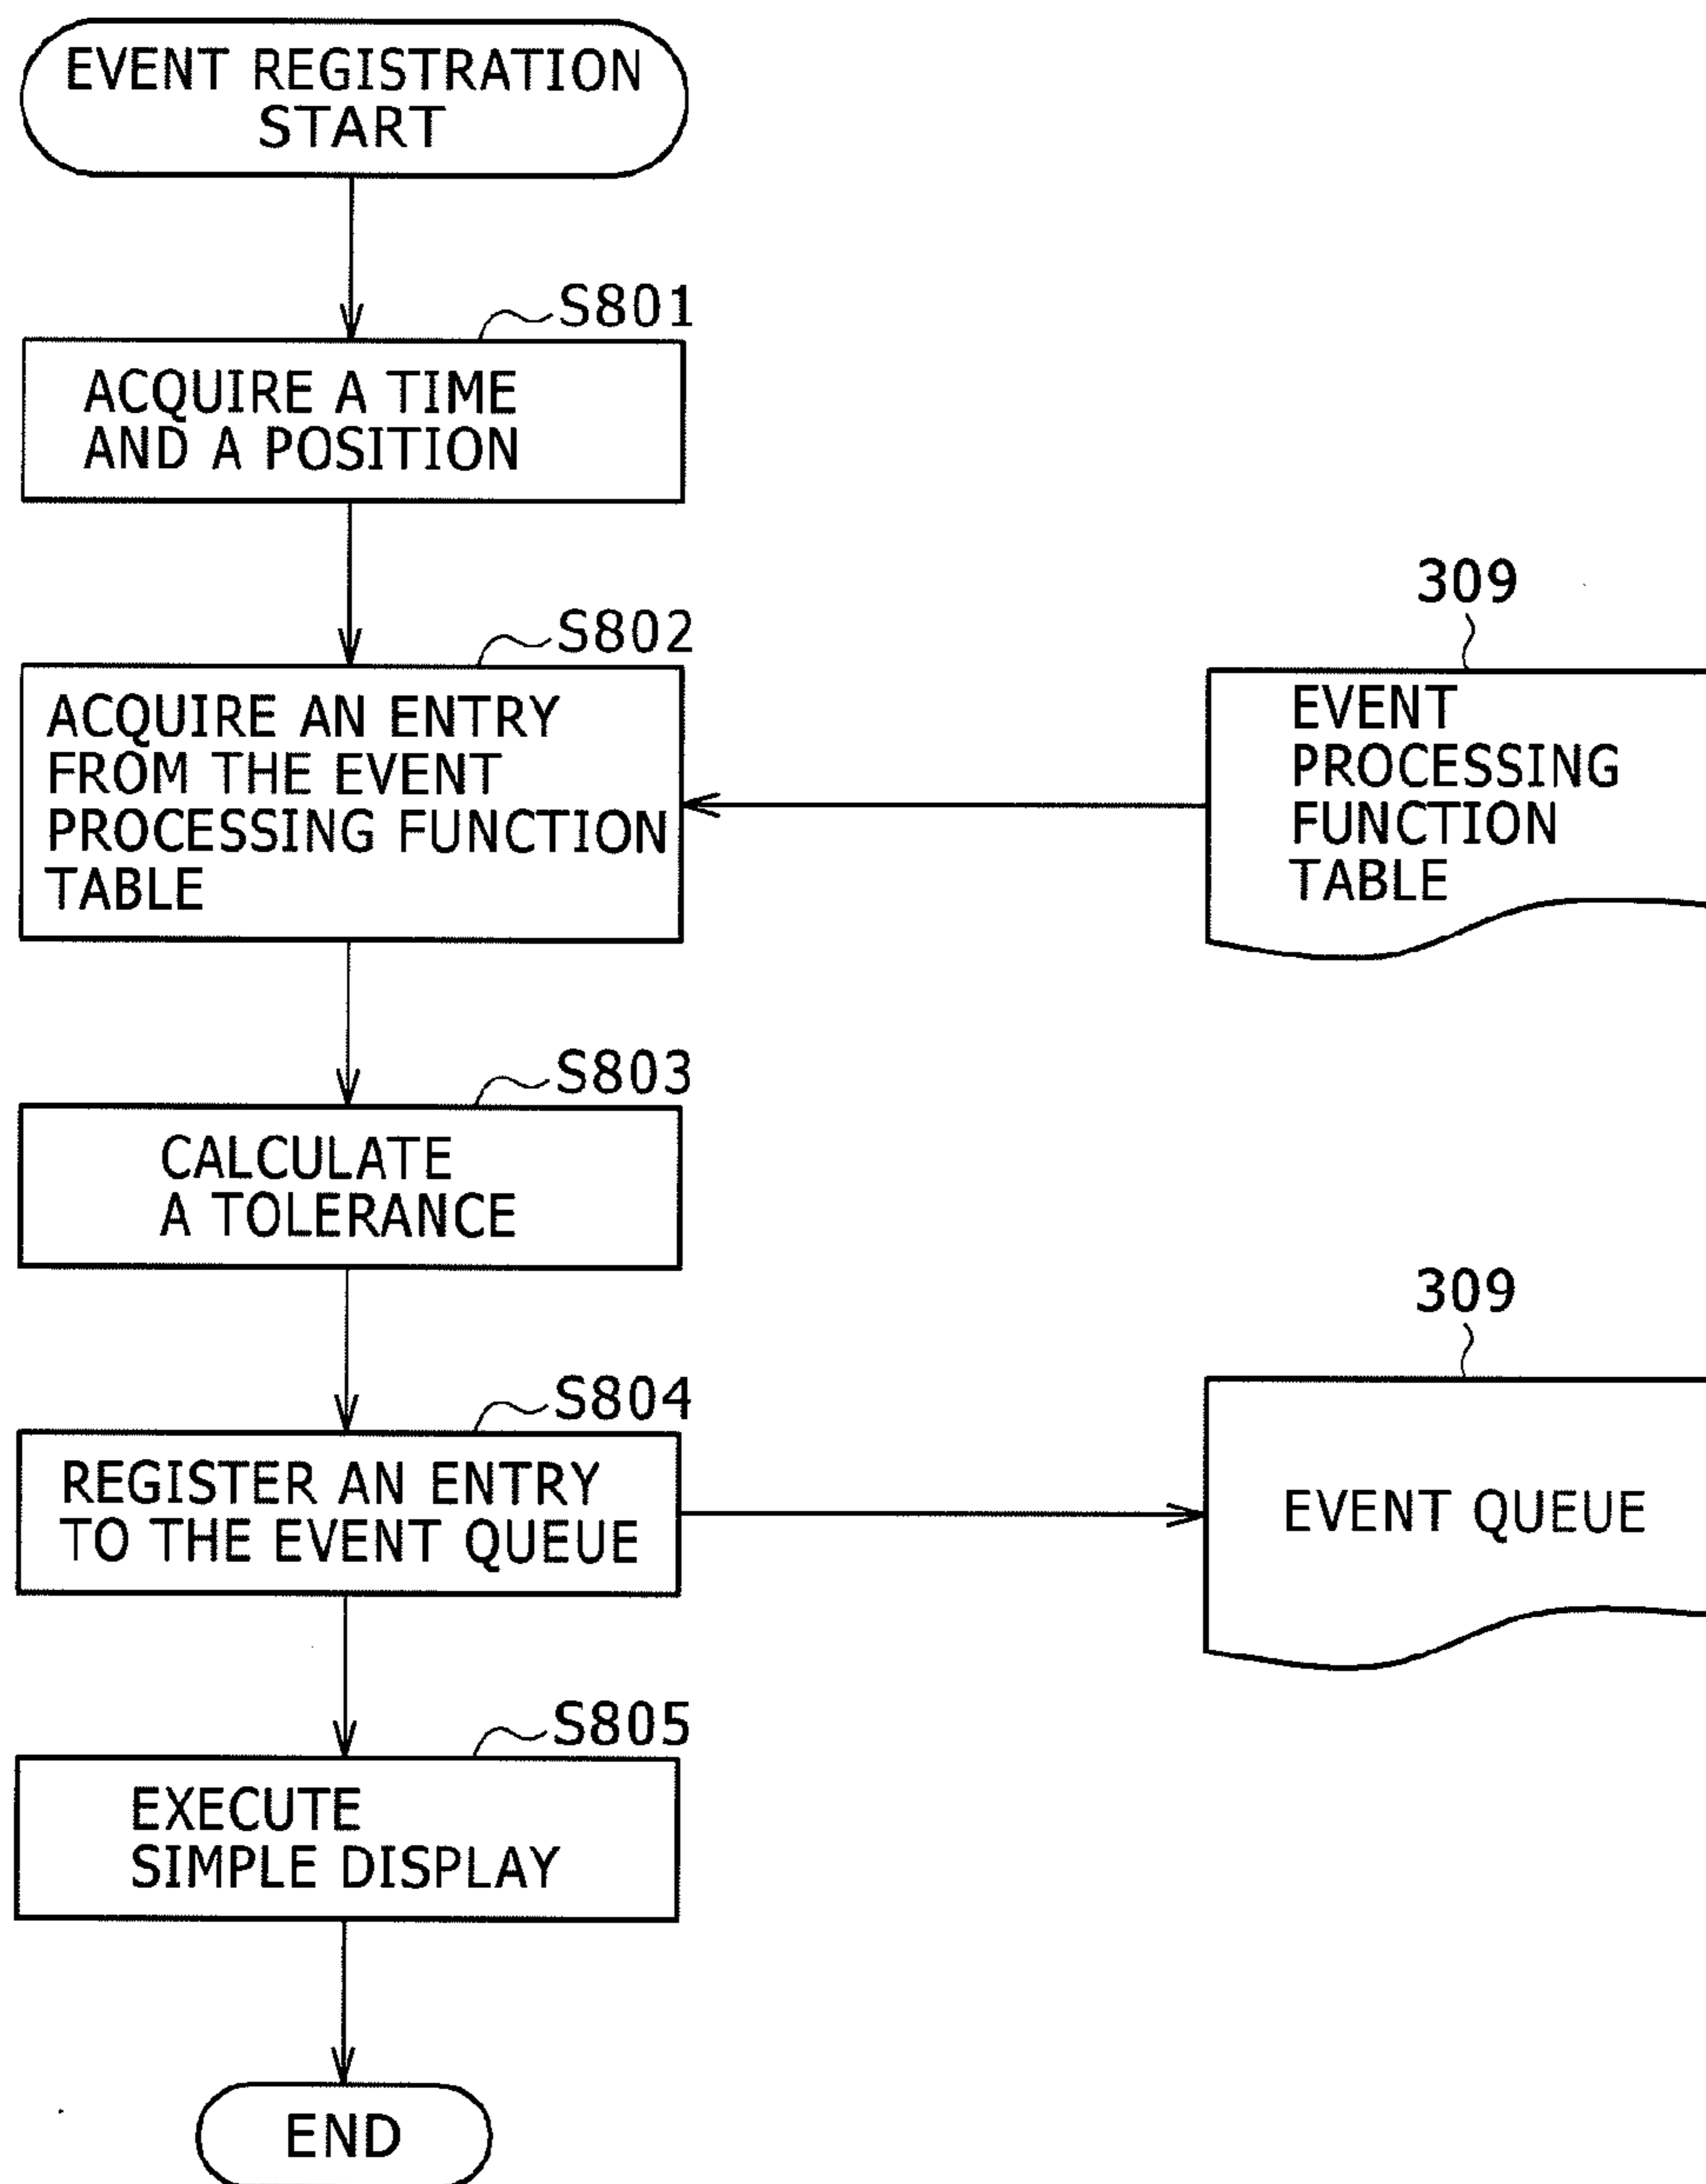 EVENT REGISTRATION
START
S801
ACQUIRE A TIME
AND A POSITION
S802
ACQUIRE AN ENTRY
FROM THE EVENT
PROCESSING FUNCTION
TABLE
309
EVENT
PROCESSING
FUNCTION
TABLE
S803
CALCULATE
A TOLERANCE
S804
REGISTER AN ENTRY
TO THE EVENT QUEUE
309
EVENT QUEUE
S805
EXECUTE
SIMPLE DISPLAY
END